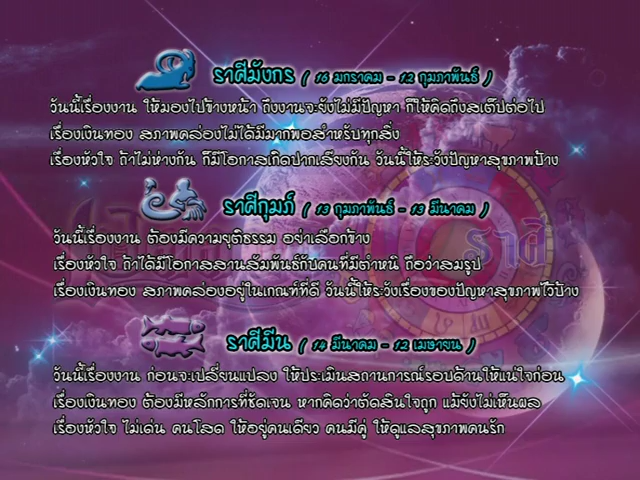 ราศีมังกร ( 16 มกราคม - 12 กุมภาพันธ์ )
วันนี้เรื่องงาน ให้มองไปข้างหน้า ถึงงานจะยังไม่มีปัญหา ก็ให้คิดถึงสเต็ปต่อไป
เรื่องเงินทอง สภาพคล่องไม่ได้มีมากพอสำหรับทุกสิ่ง
เรื่องหัวใจ ถ้าไม่ห่างกัน ก็มีโอกาสเกิดปากเสียงกัน วันนี้ให้ระวังปัญหาสุขภาพบ้าง
ราศีกุมภ์ ( 13 กุมภาพันธ์ - 13 มีนาคม )
วันนี้เรื่องงาน ต้องมีความยุติธรรม อย่าเลือกข้าง
เรื่องหัวใจ ถ้าได้มีโอกาสสานสัมพันธ์กับคนที่มีตำหนิ ถือว่าสมรูป
เรื่องเงินทอง สภาพคล่องอยู่ในเกณฑ์ที่ดี วันนี้ให้ระวังเรื่องของปัญหาสุขภาพไว้บ้าง
ราศีมีน ( 14 มีนาคม - 12 เมษายน )
วันนี้เรื่องงาน ก่อนจะเปลี่ยนแปลง ให้ประเมินสถานการณ์รอบด้านให้แน่ใจก่อน
เรื่องเงินทอง ต้องมีหลักการที่ชัดเจน หากคิดว่าตัดสินใจถูก แม้ยังไม่เห็นผล
เรื่องหัวใจ ไม่เด่น คนโสด ให้อยู่คนเดียว คนมีคู่ ให้ดูแลสุขภาพคนรัก
ราศี